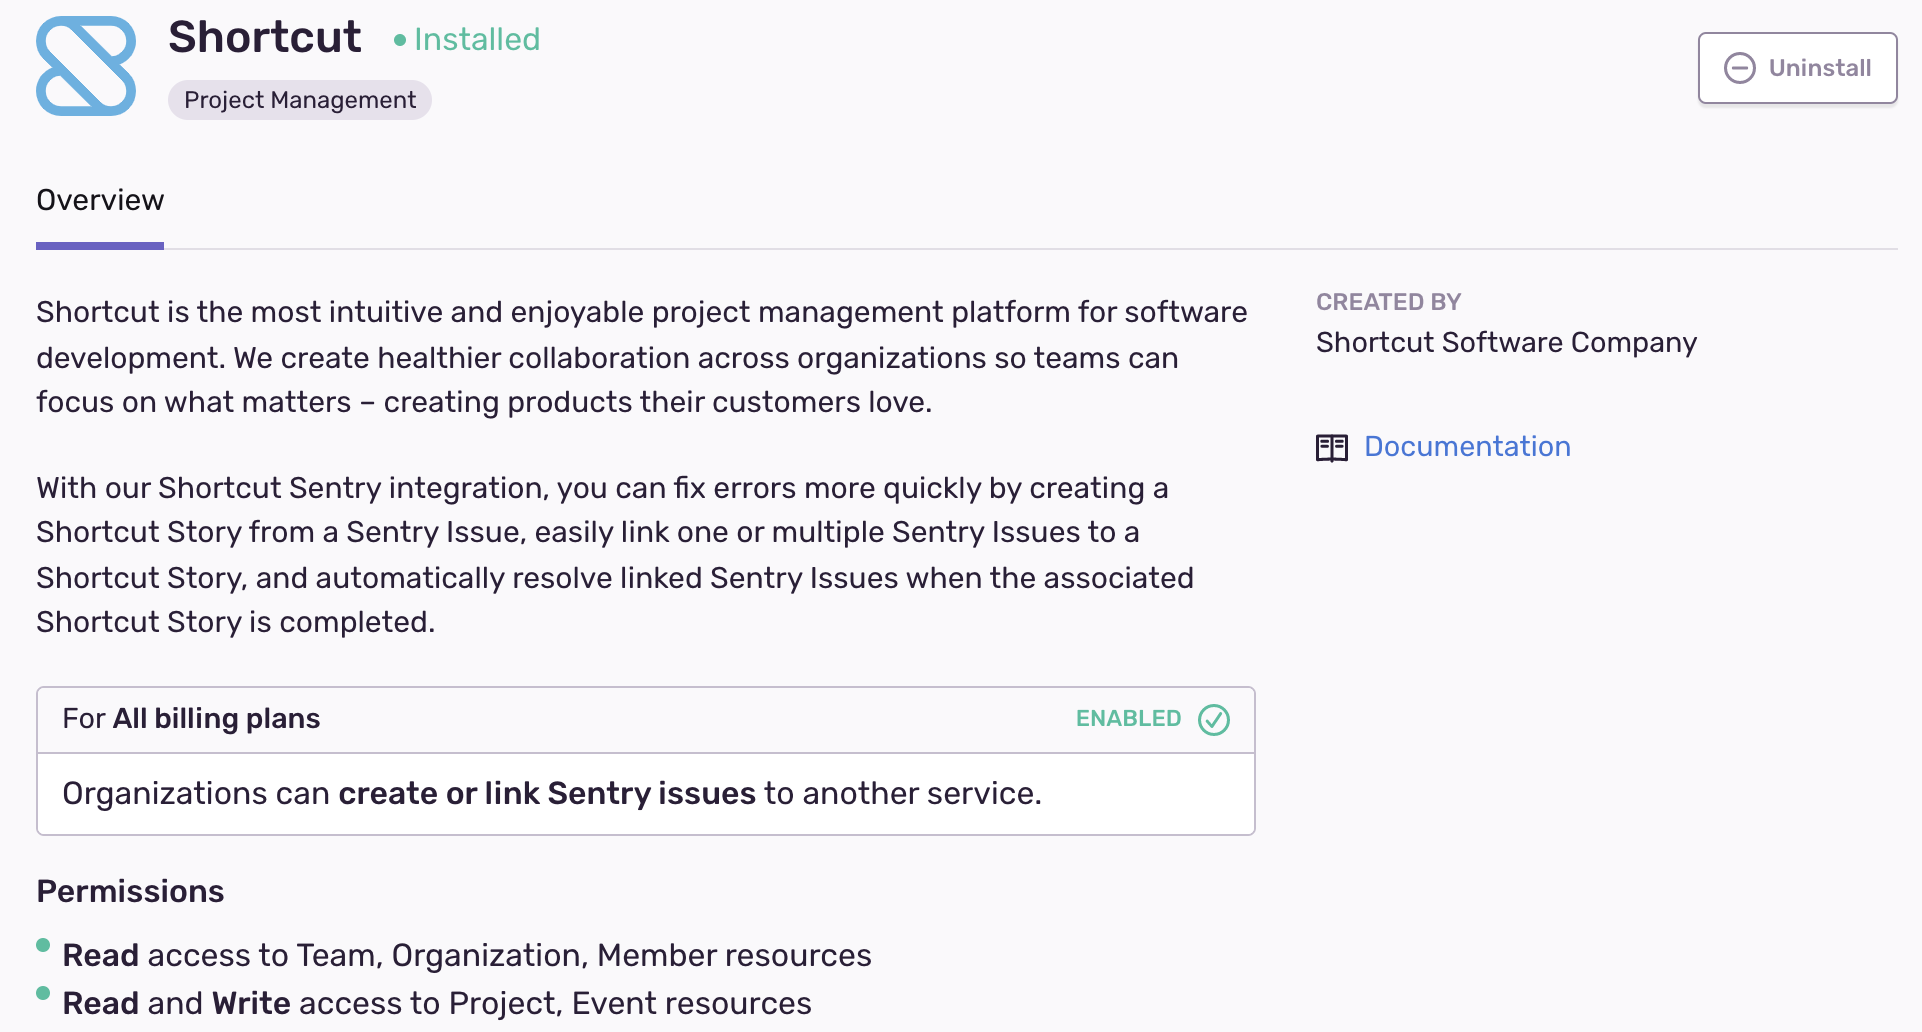 Shortcut
Installed
Uninstall
Project Management
Overview
Shortcut is the most intuitive and enjoyable project management platform for software
development. We create healthier collaboration across organizations so teams can
focus on what matters – creating products their customers love.
With our Shortcut Sentry integration, you can fix errors more quickly by creating a
Shortcut Story from a Sentry Issue, easily link one or multiple Sentry Issues to a
Shortcut Story, and automatically resolve linked Sentry Issues when the associated
Shortcut Story is completed.
CREATED BY
Shortcut Software Company
Documentation
For All billing plans
ENABLED
Organizations can create or link Sentry issues to another service.
Permissions
Read access to Team, Organization, Member resources
Read and Write access to Project, Event resources